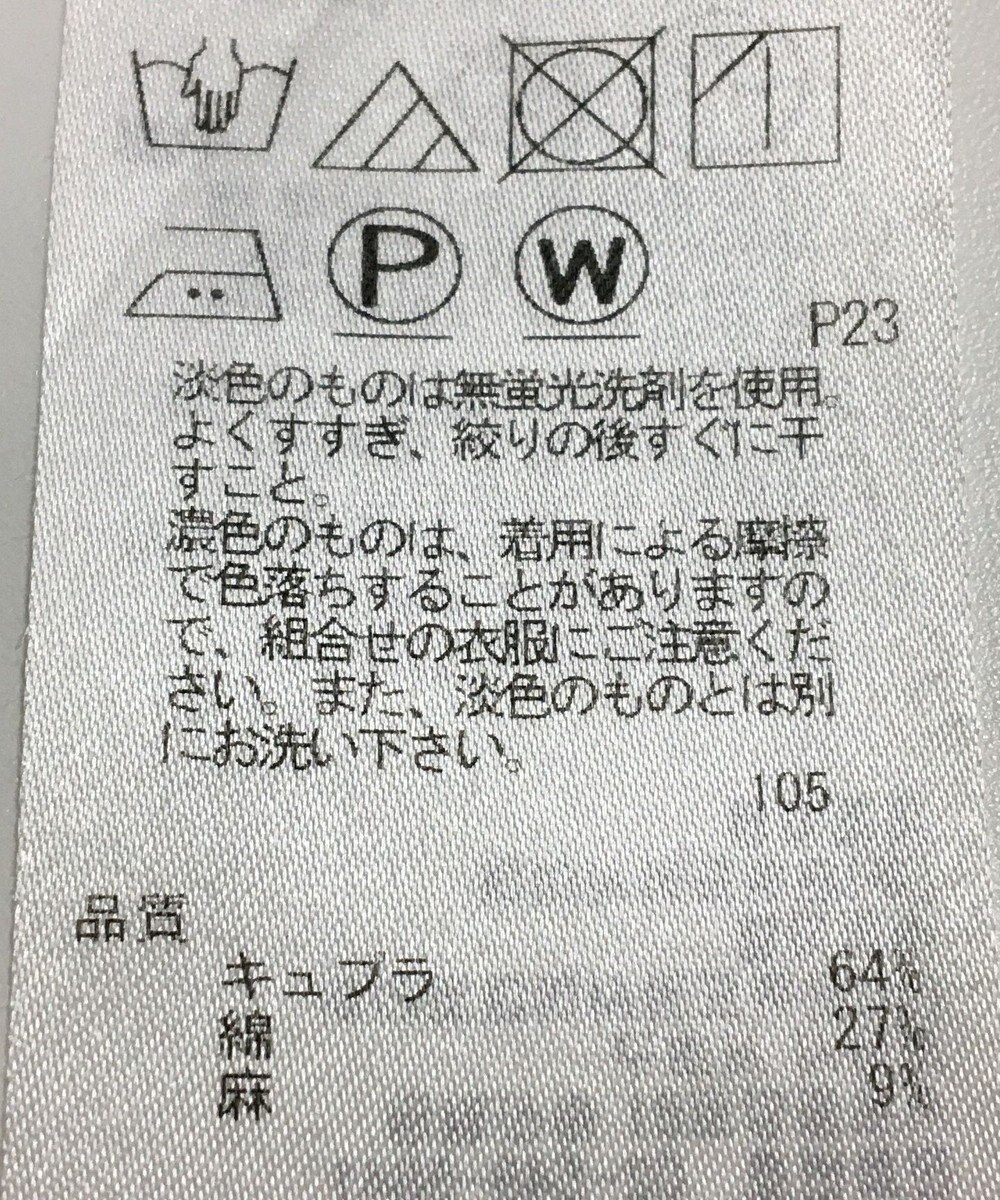 P
W
P23
淡色のものは無蛍光洗剤を使用。
よくすすぎ、絞りの後すぐに干
すこと。
濃色のものは、着用による摩擦
で色落ちすることがありますの
で、組合せの衣服にご注意くだ
さい。また、淡色のものとは別
にお洗い下さい。
105
品質
キュプラ 64%
綿 27%
麻 9%